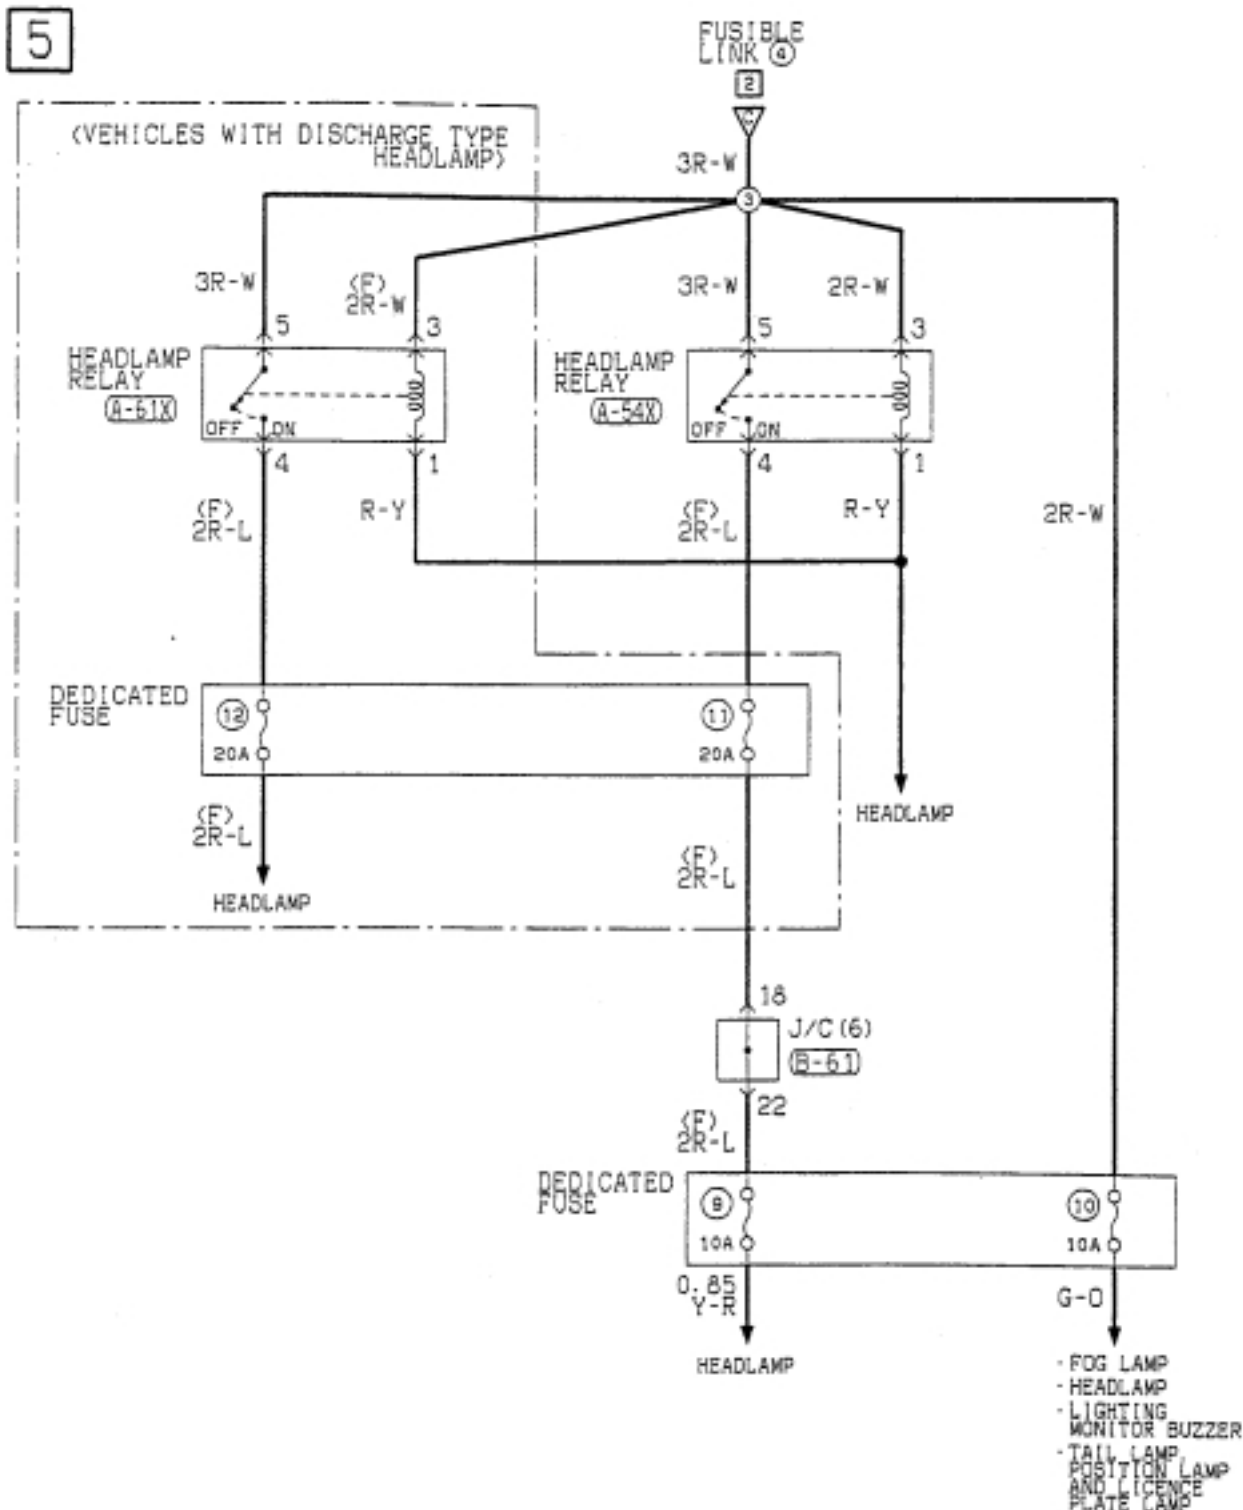 5
FUSIBLE
LINK ④
2
C
<VEHICLES WITH DISCHARGE TYPE
HEADLAMP>
3R-W
3
3R-W
<F>
2R-W
3R-W
2R-W
5
3
5
3
HEADLAMP
RELAY
A-61X
OFF
ON
HEADLAMP
RELAY
A-54X
OFF
ON
4
1
4
1
<F>
2R-L
R-Y
<F>
2R-L
R-Y
2R-W
DEDICATED
FUSE
12
20A
11
20A
<F>
2R-L
HEADLAMP
HEADLAMP
<F>
2R-L
18
J/C(6)
B-61
22
<F>
2R-L
DEDICATED
FUSE
9
10A
10
10A
0.85
Y-R
G-O
HEADLAMP
·FOG LAMP
·HEADLAMP
·LIGHTING
MONITOR BUZZER
·TAIL LAMP,
POSITION LAMP
AND LICENCE
PLATE LAMP